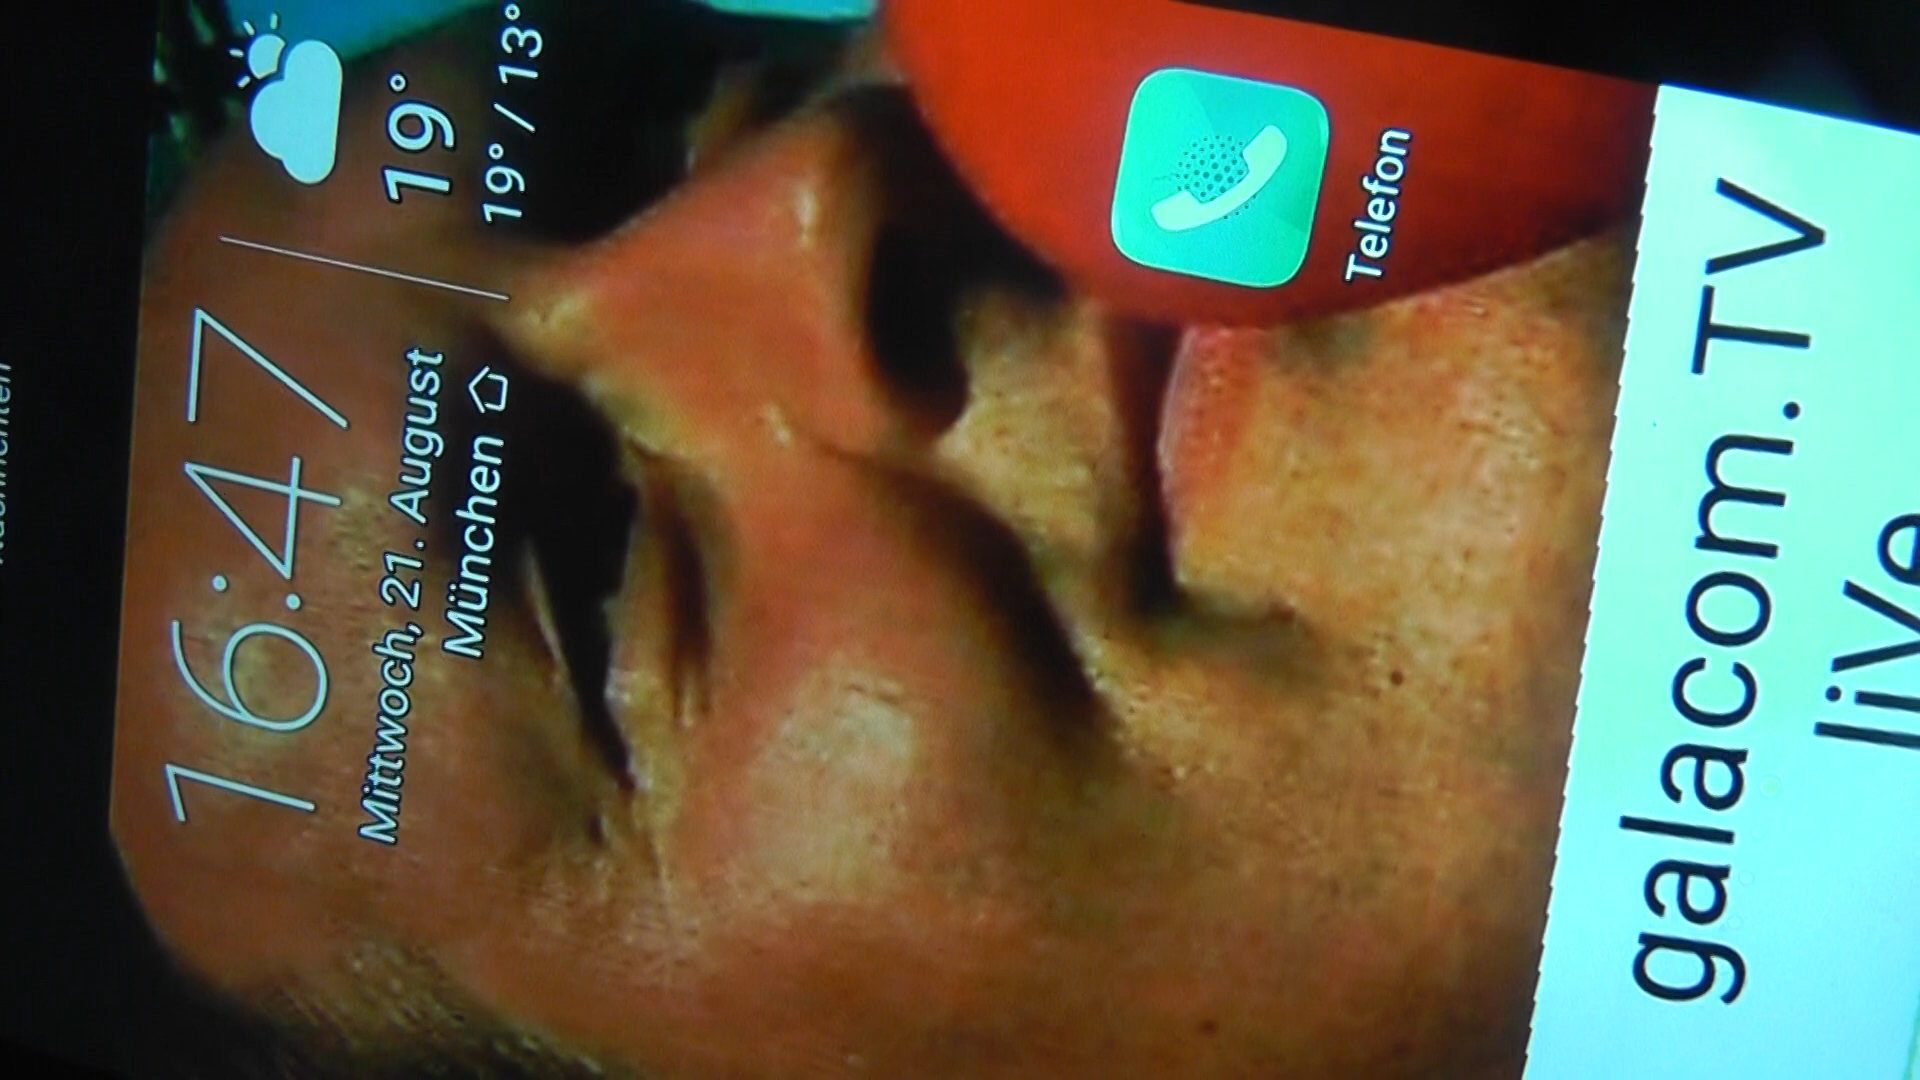 16:47
Mittwoch, 21. August
München
19°
19° / 13°
Telefon
galacom.TV
liVe